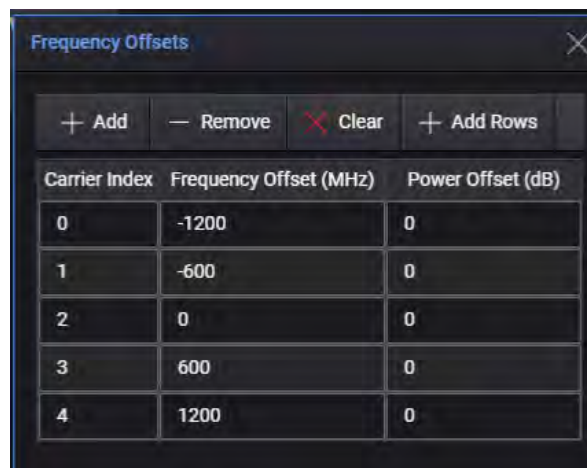 Frequency Offsets
+ Add − Remove × Clear + Add Rows
Carrier Index Frequency Offset (MHz) Power Offset (dB)
0 -1200 0
1 -600 0
2 0 0
3 600 0
4 1200 0